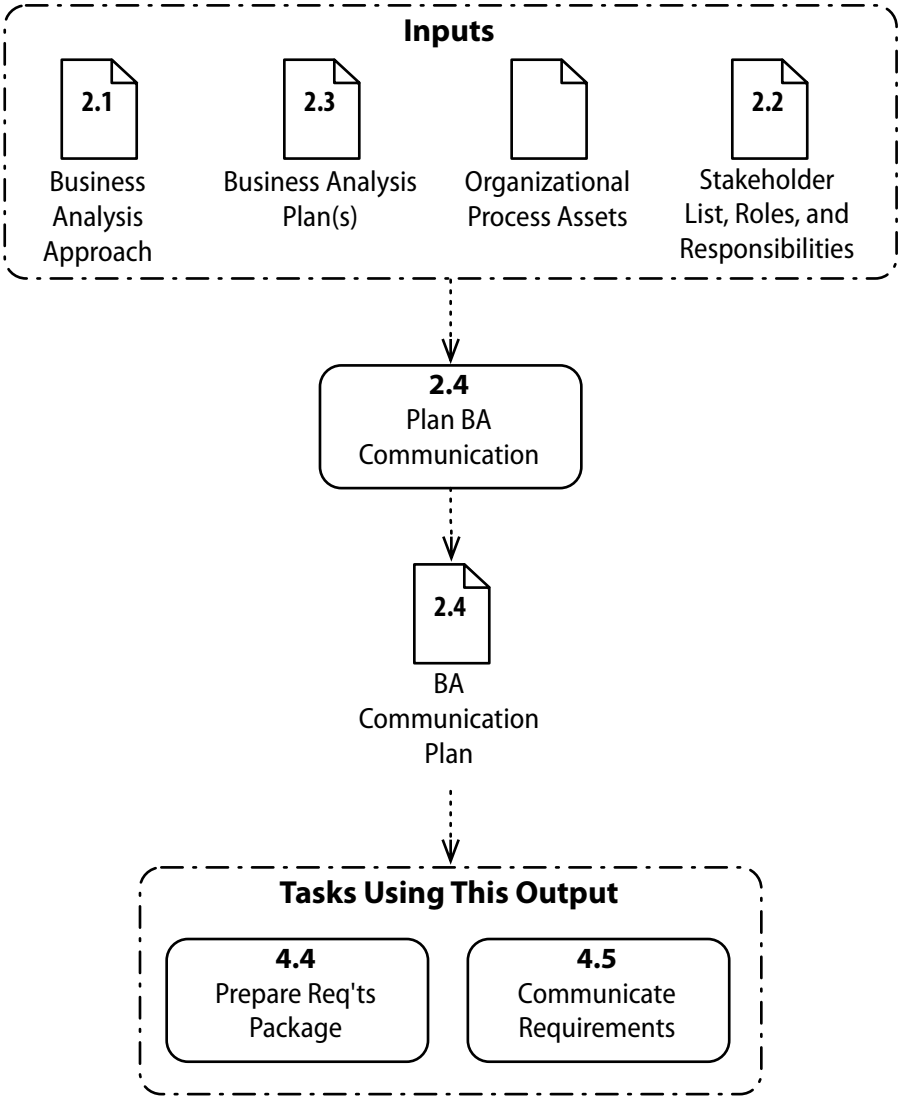 Inputs
2.1
Business
Analysis
Approach
2.3
Business Analysis
Plan(s)
Organizational
Process Assets
2.2
Stakeholder
List, Roles, and
Responsibilities
2.4
Plan BA
Communication
2.4
BA
Communication
Plan
Tasks Using This Output
4.4
Prepare Req'ts
Package
4.5
Communicate
Requirements